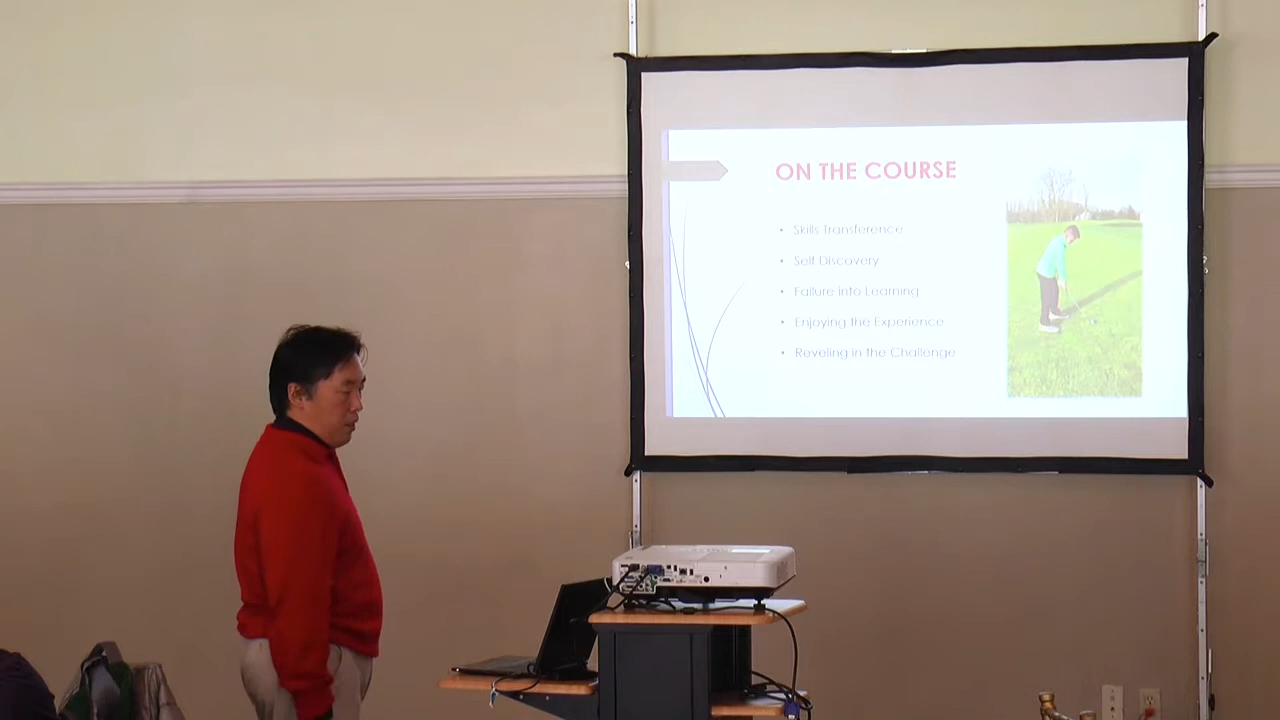 ON THE COURSE
• Skills Transference
• Self Discovery
• Failure into Learning
• Enjoying the Experience
• Reveling in the Challenge